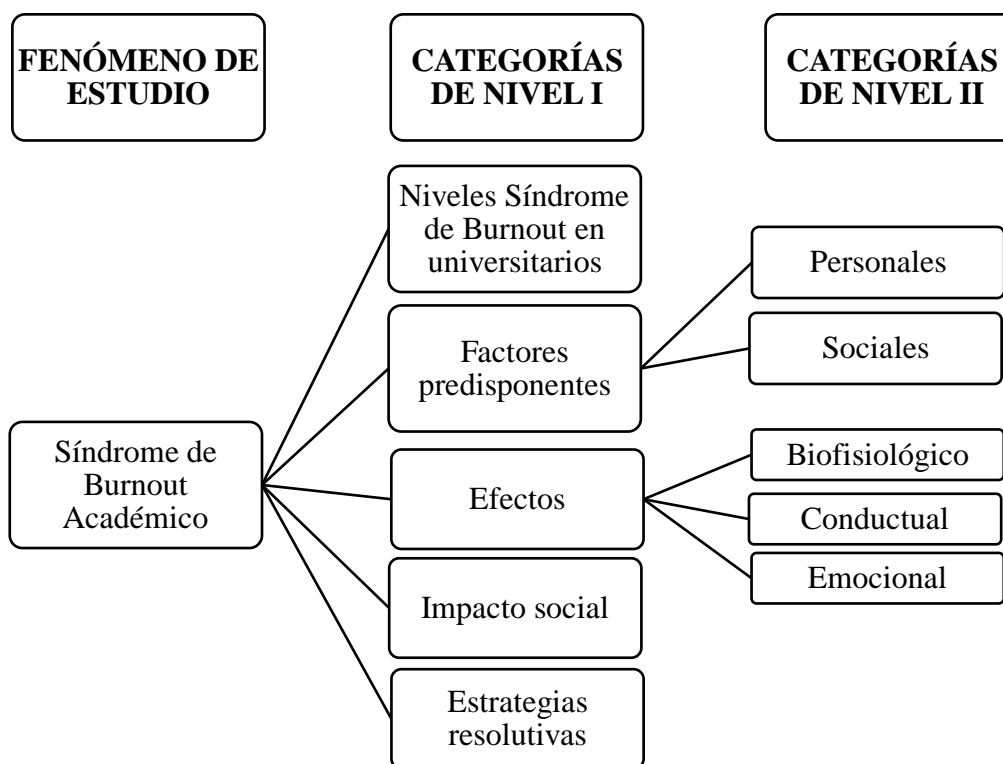 FENÓMENO DE
ESTUDIO
CATEGORÍAS
DE NIVEL I
CATEGORÍAS
DE NIVEL II
Síndrome de
Burnout
Académico
Niveles Síndrome
de Burnout en
universitarios
Factores
predisponentes
Efectos
Impacto social
Estrategias
resolutivas
Personales
Sociales
Biofisiológico
Conductual
Emocional